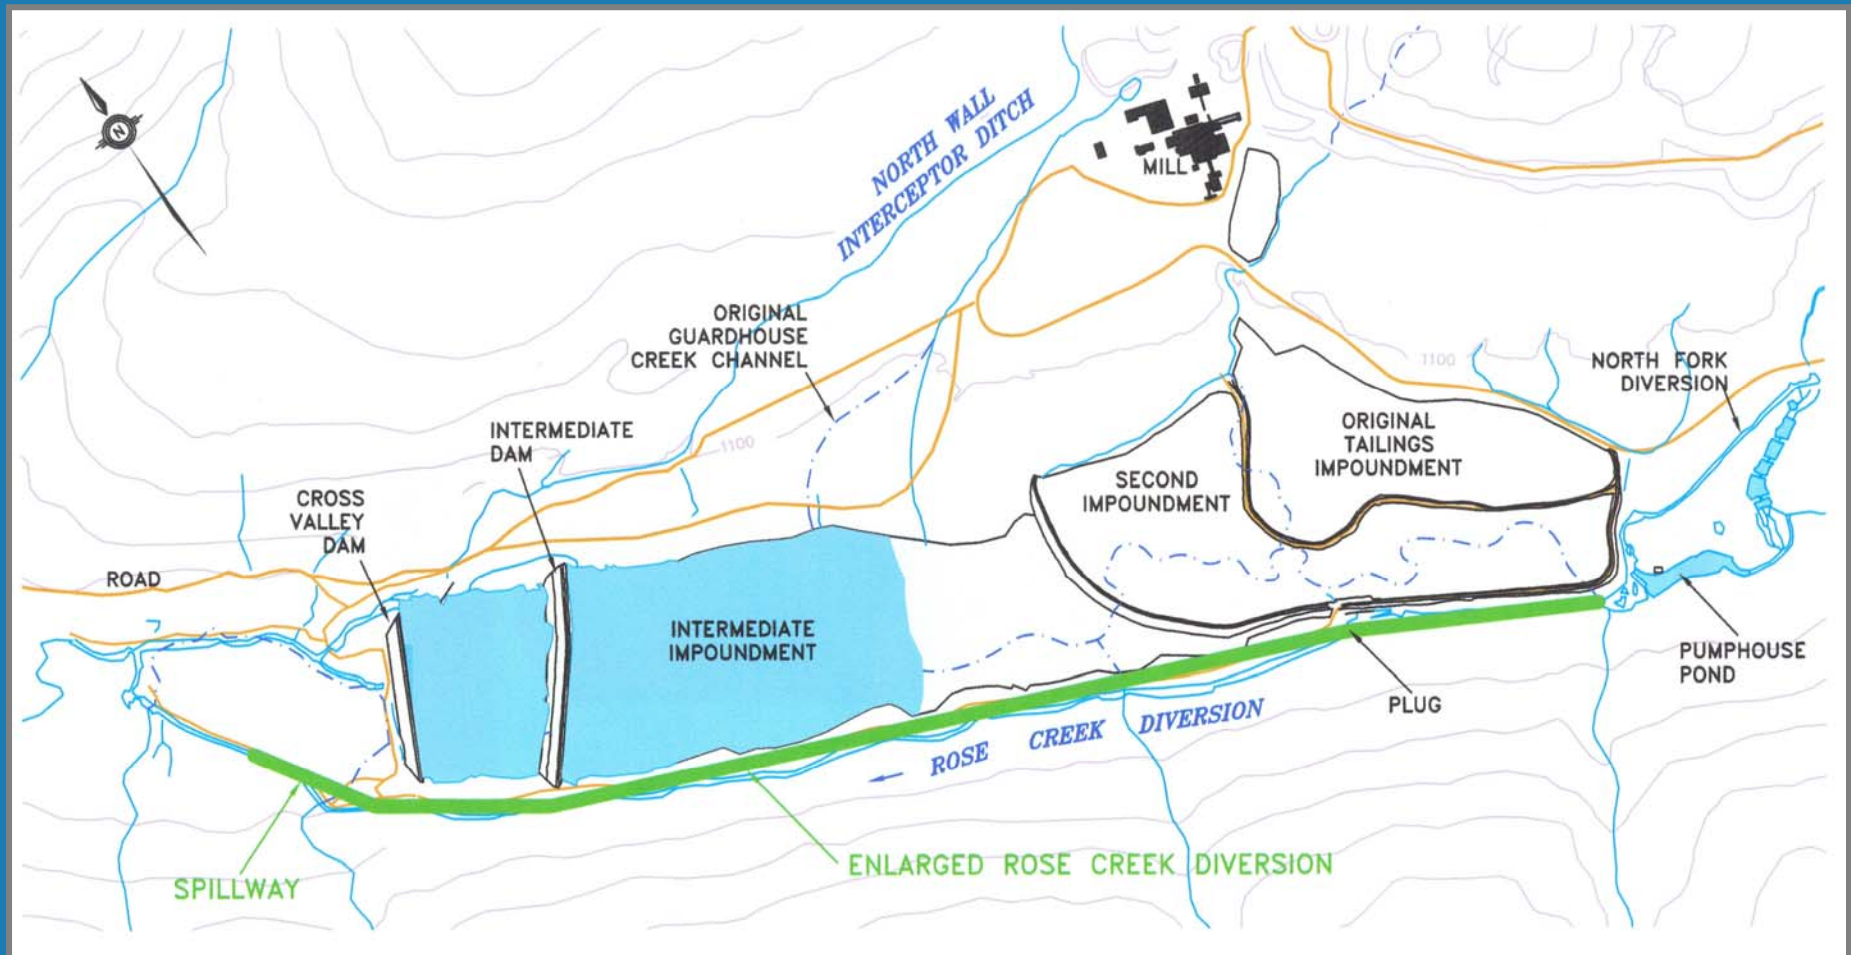 NORTH WALL
INTERCEPTOR DITCH
N
MILL
ORIGINAL
GUARDHOUSE
CREEK CHANNEL
1100
NORTH FORK
DIVERSION
INTERMEDIATE
DAM
1100
ORIGINAL
TAILINGS
IMPOUNDMENT
SECOND
IMPOUNDMENT
CROSS
VALLEY
DAM
ROAD
INTERMEDIATE
IMPOUNDMENT
PUMPHOUSE
POND
PLUG
ROSE CREEK DIVERSION
ENLARGED ROSE CREEK DIVERSION
SPILLWAY